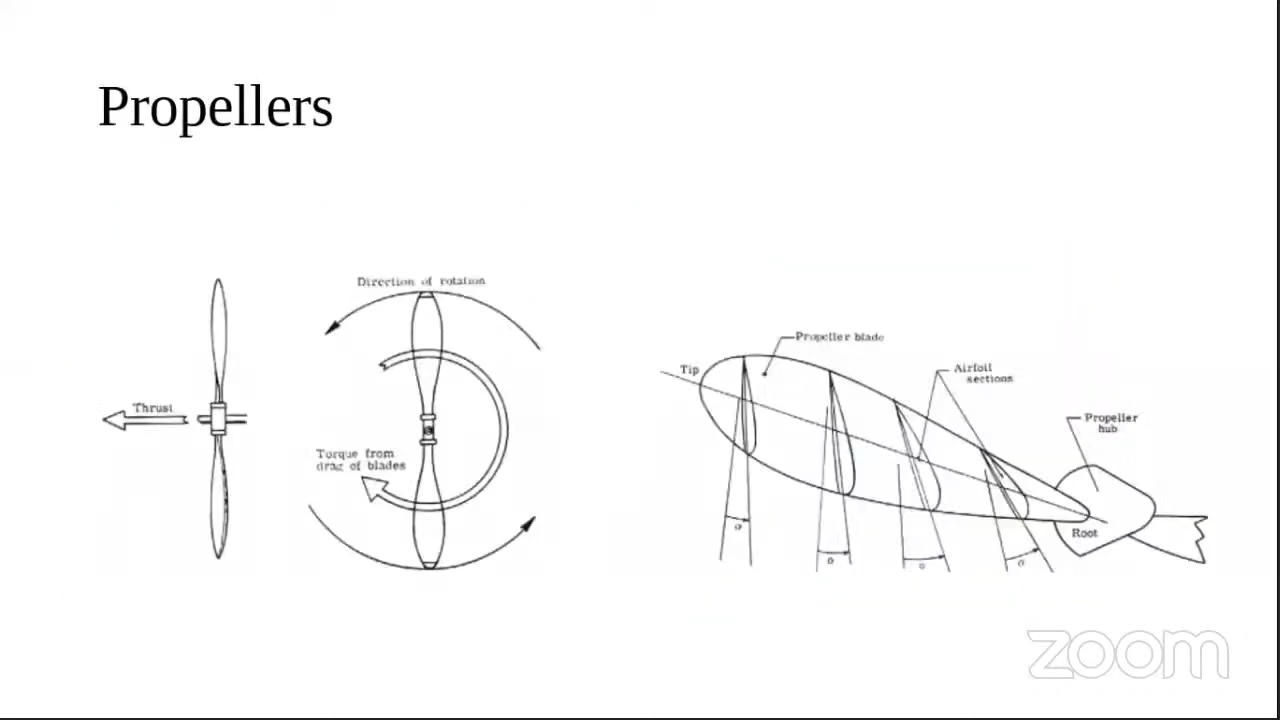 Propellers
Direction of rotation
Thrust
Torque from
drag of blades
Propeller blade
Tip
Airfoil
sections
Propeller
hub
Root
α
α
α
α
zoom